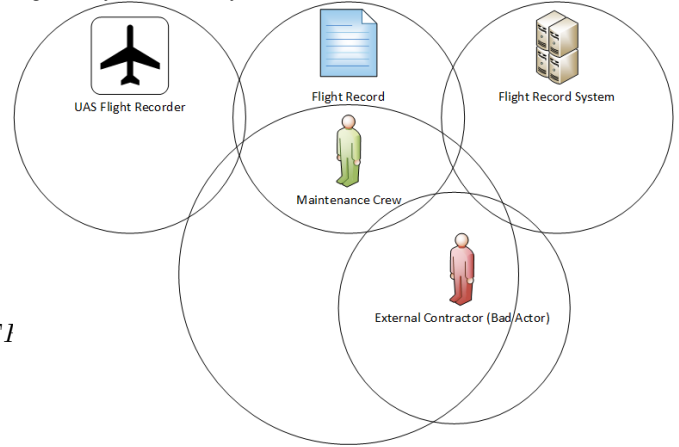 UAS Flight Recorder
Flight Record
Flight Record System
Maintenance Crew
External Contractor (Bad Actor)